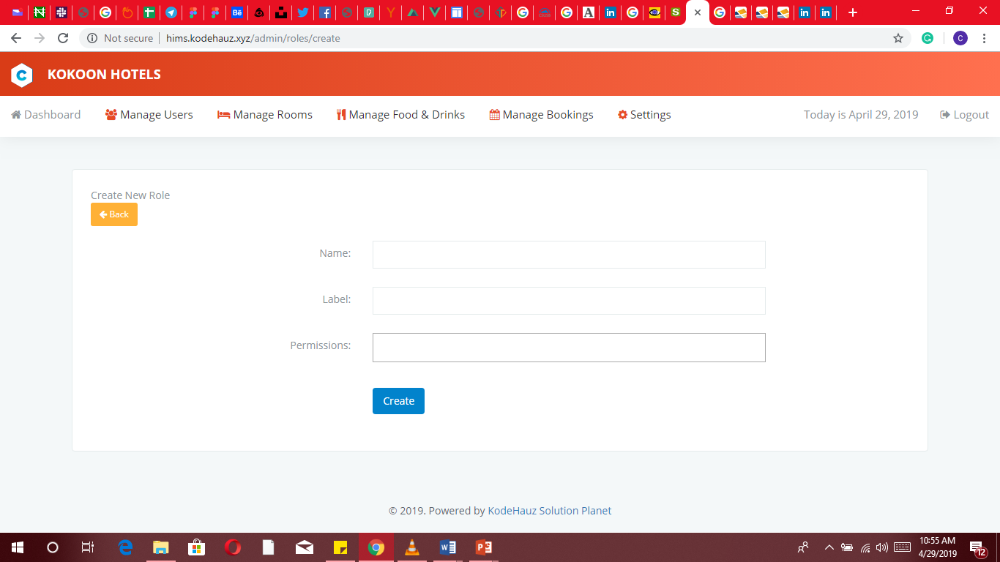 Not secure
hims.kodehauz.xyz/admin/roles/create
C
C
KOKOON HOTELS
Dashboard
Manage Users
Manage Rooms
Manage Food & Drinks
Manage Bookings
Settings
Today is April 29, 2019
Logout
Create New Role
Back
Name:
Label:
Permissions:
Create
© 2019. Powered by KodeHauz Solution Planet
10:55 AM
4/29/2019
12